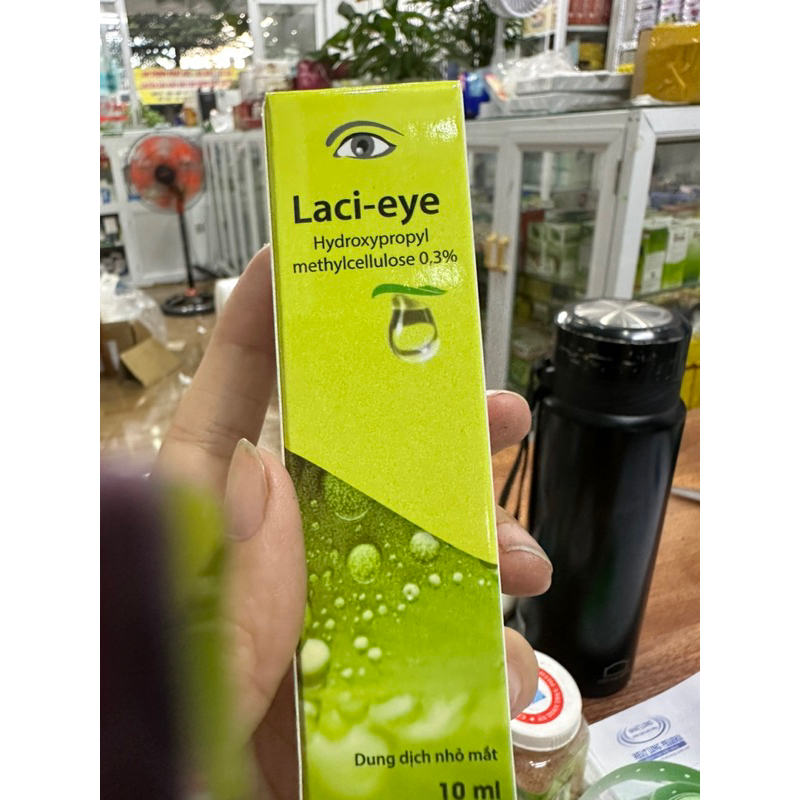 Laci-eye
Hydroxypropyl
methylcellulose 0,3%
Dung dịch nhỏ mắt
10 ml